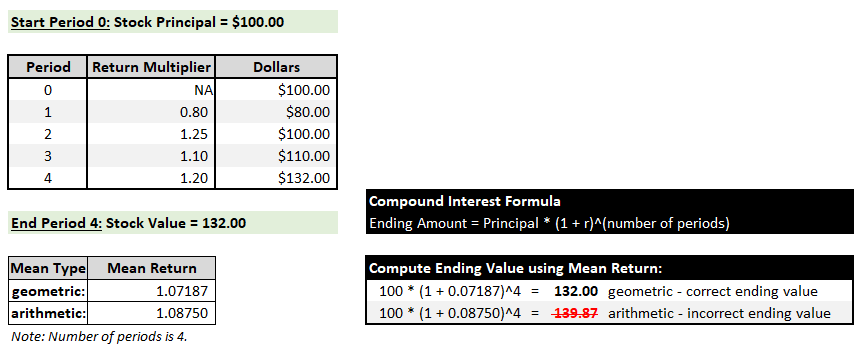 Start Period 0: Stock Principal = $100.00
Period Return Multiplier Dollars
0 NA $100.00
1 0.80 $80.00
2 1.25 $100.00
3 1.10 $110.00
4 1.20 $132.00
End Period 4: Stock Value = 132.00
Mean Type Mean Return
geometric: 1.07187
arithmetic: 1.08750
Note: Number of periods is 4.
Compound Interest Formula
Ending Amount = Principal * (1 + r)^(number of periods)
Compute Ending Value using Mean Return:
100 * (1 + 0.07187)^4 = 132.00 geometric - correct ending value
100 * (1 + 0.08750)^4 = 139.87 arithmetic - incorrect ending value